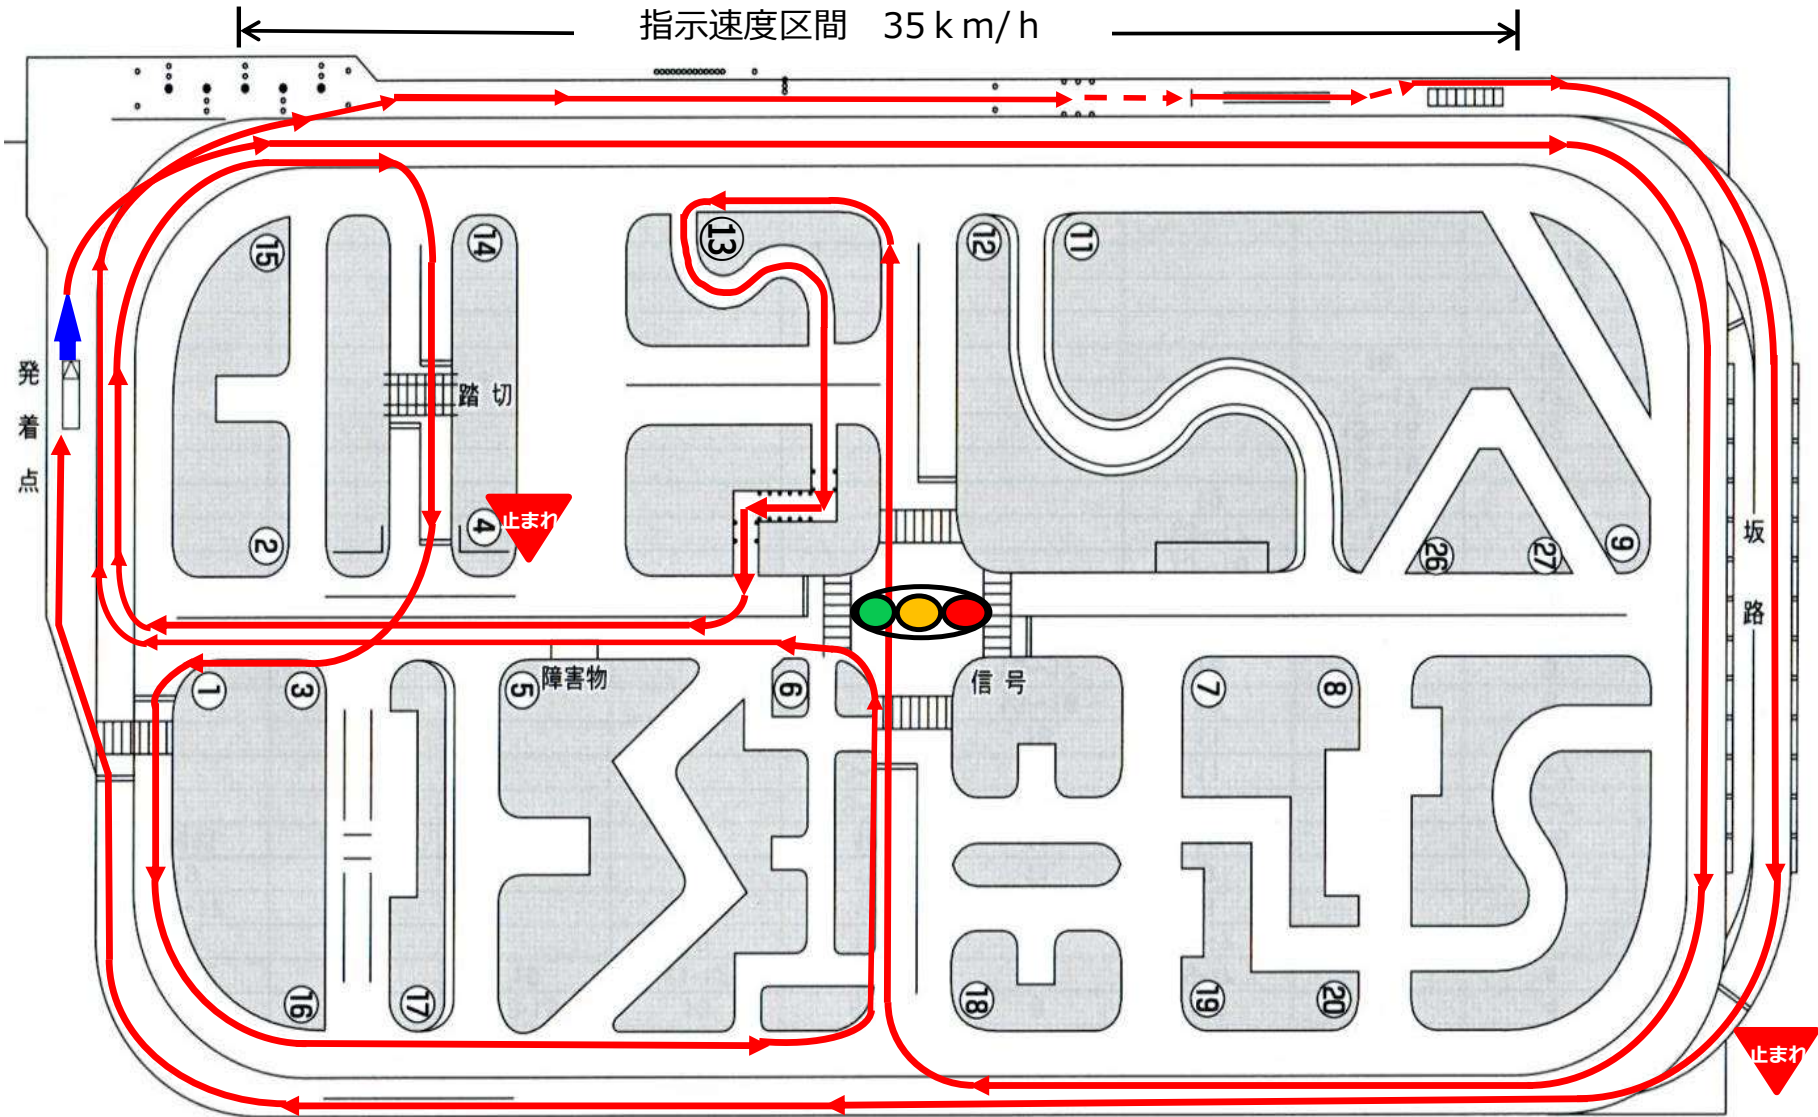 指示速度区間　35ｋｍ/ｈ
⑬
⑫
⑪
⑮
⑭
発着点
踏切
④
止まれ
②
㉖
㉗
⑨
坂路
①
③
⑤
障害物
⑥
信号
⑦
⑧
⑯
⑰
⑱
⑲
⑳
止まれ